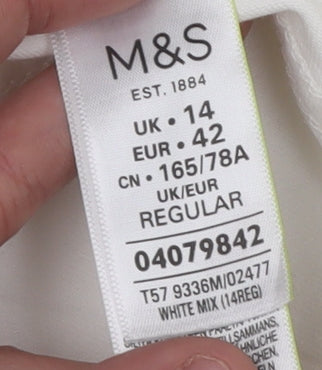 M&S
EST. 1884
UK • 14
EUR • 42
CN • 165/78A
UK/EUR
REGULAR
04079842
T57 9336M/02477
WHITE MIX (14REG)